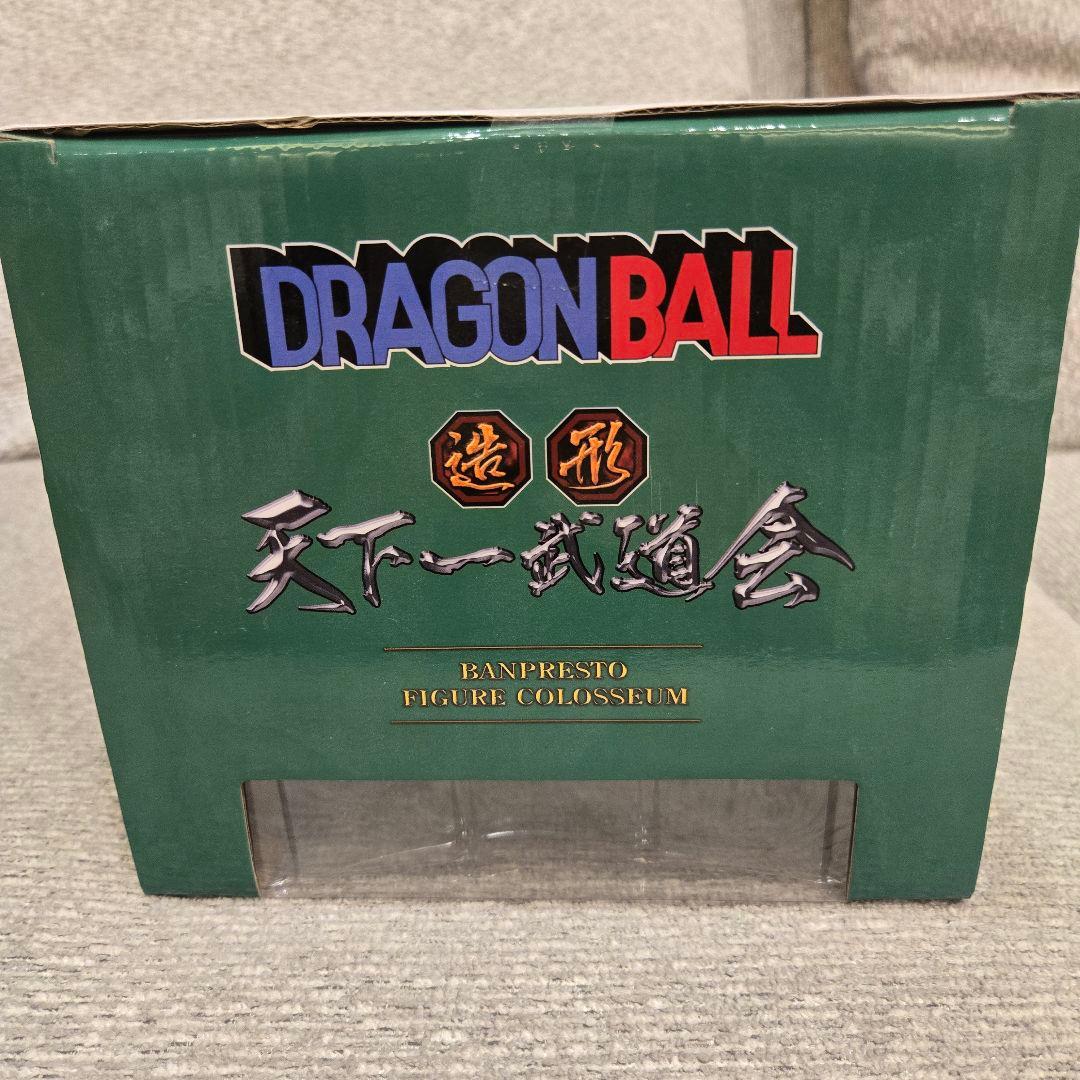 DRAGONBALL
造形
天下一武道会
BANPRESTO
FIGURE COLOSSEUM